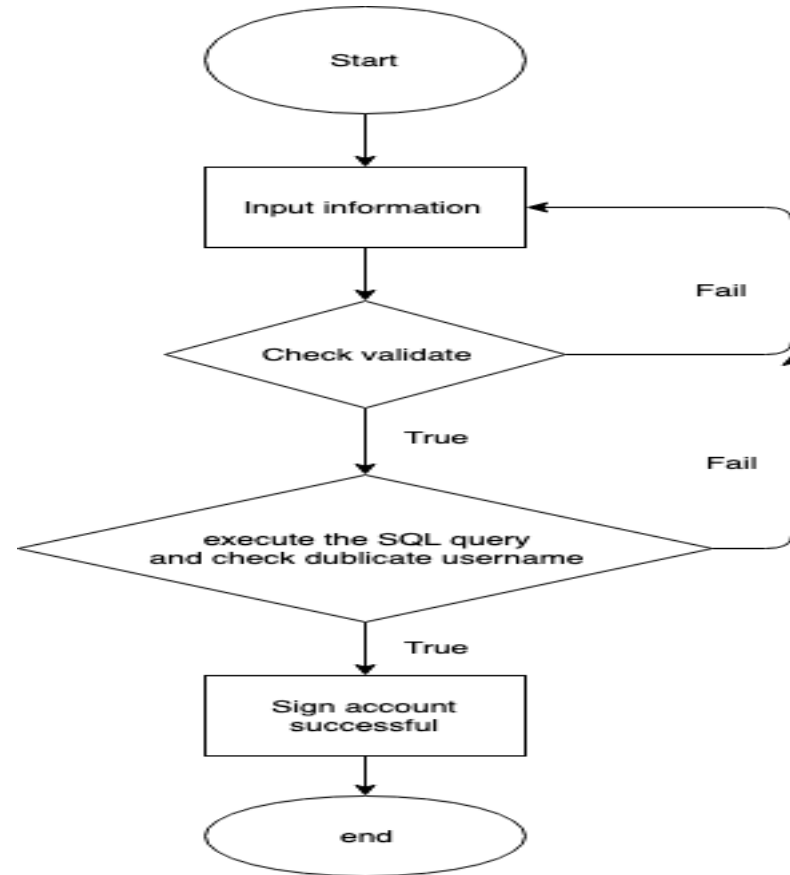 Start
Input information
Fail
Check validate
True
Fail
execute the SQL query
and check dublicate username
True
Sign account
successful
end